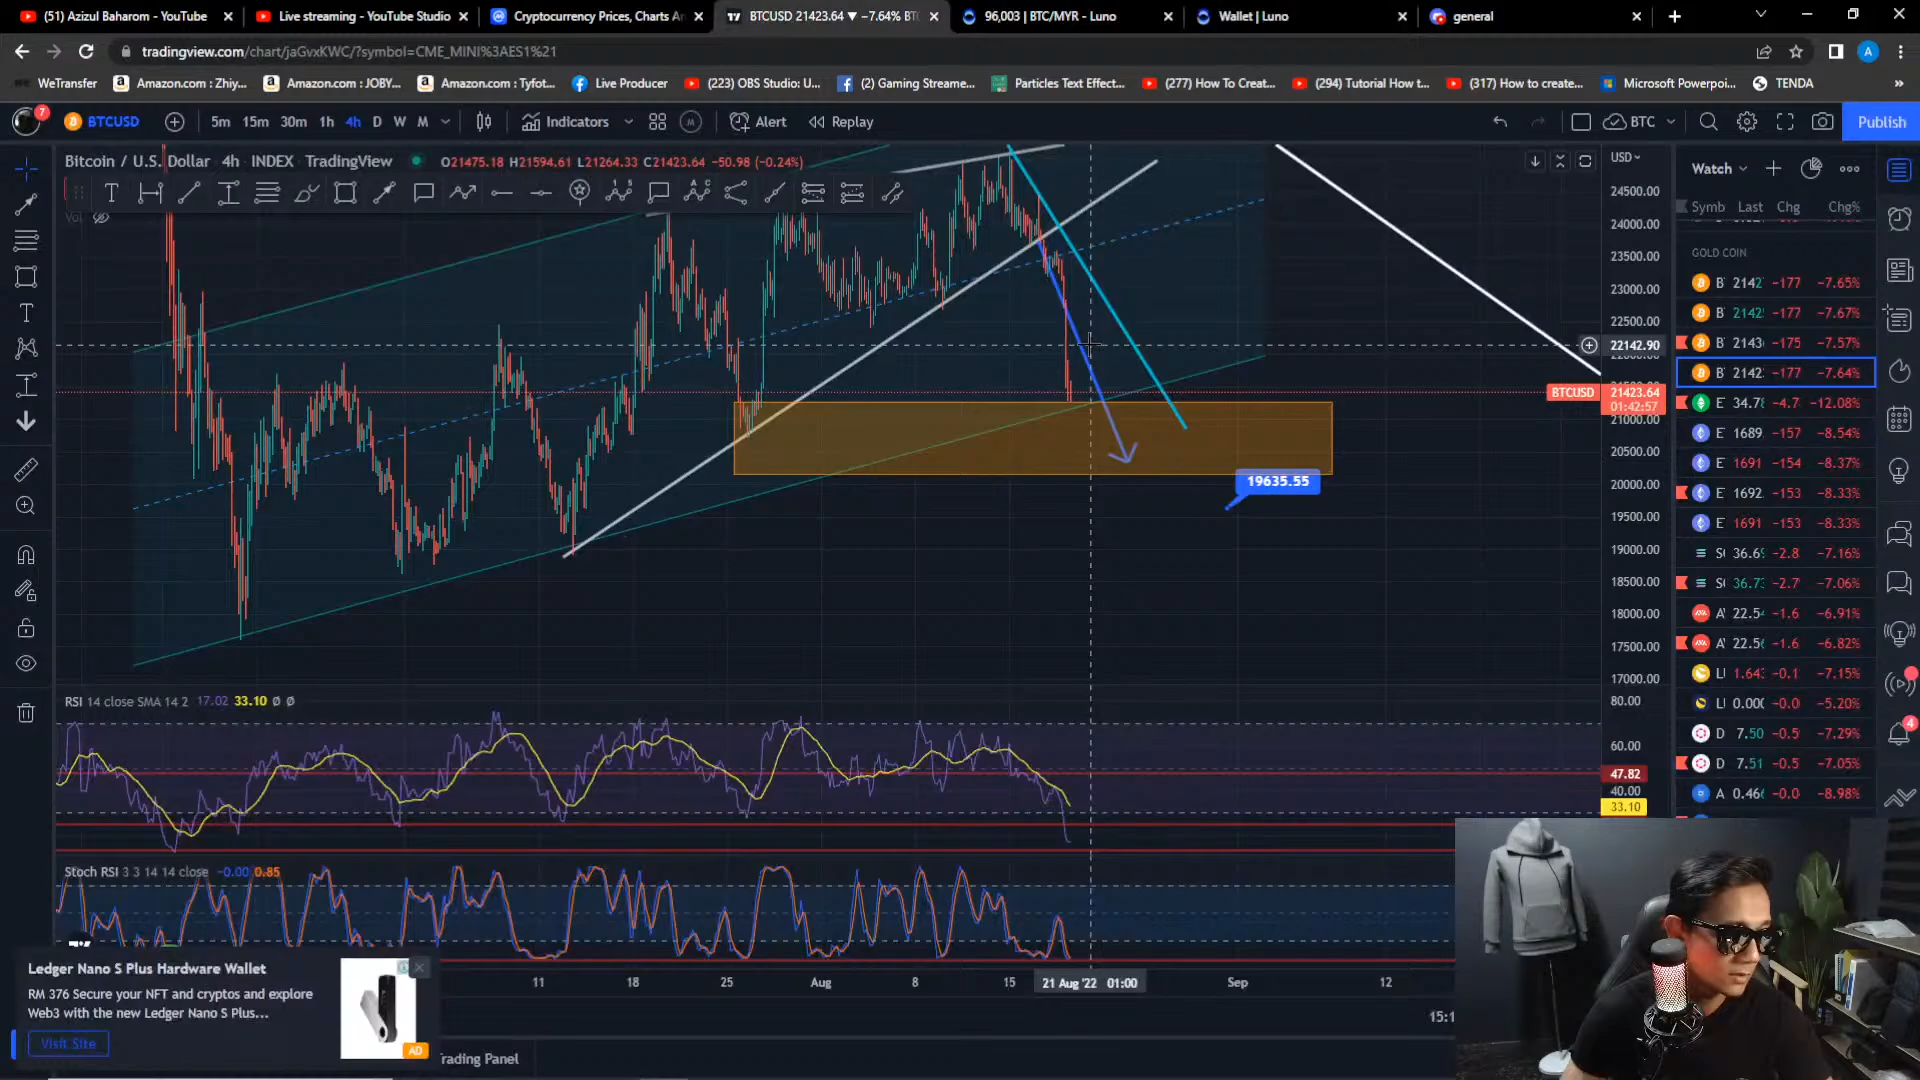 (51) Azizul Baharom - YouTube
Live streaming - YouTube Studio
Cryptocurrency Prices, Charts An
BTCUSD 21423.64 ▼ −7.64% BTC
96,003 | BTC/MYR - Luno
Wallet | Luno
general
tradingview.com/chart/jaGvxKWC/?symbol=CME_MINI%3AES1%21
A
WeTransfer
Amazon.com : Zhiy...
Amazon.com : JOBY...
Amazon.com : Tyfot...
Live Producer
(223) OBS Studio: U...
(2) Gaming Streame...
Particles Text Effect...
(277) How To Creat...
(294) Tutorial How t...
(317) How to create...
Microsoft Powerpoi...
TENDA
»
7
BTCUSD
5m 15m 30m 1h 4h D W M
Indicators
Alert
Replay
BTC
Publish
Bitcoin / U.S. Dollar 4h INDEX TradingView
O21475.18 H21594.61 L21264.33 C21423.64 −50.98 (−0.24%)
Vol
USD
24500.00
24000.00
23500.00
23000.00
22500.00
22142.90
BTCUSD 21423.64
01:42:57
21000.00
20500.00
20000.00
19500.00
19000.00
18500.00
18000.00
17500.00
17000.00
19635.55
RSI 14 close SMA 14 2 17.02 33.10 Ø Ø
80.00
60.00
47.82
40.00
33.10
Stoch RSI 3 3 14 14 close −0.00 0.85
11 18 25 Aug 8 15 21 Aug '22 01:00 Sep 12
15:1
Trading Panel
Ledger Nano S Plus Hardware Wallet
RM 376 Secure your NFT and cryptos and explore
Web3 with the new Ledger Nano S Plus...
Visit Site
AD
Watch
Symb Last Chg Chg%
GOLD COIN
B 2142 −177 −7.65%
B 2142 −177 −7.67%
B 2143 −175 −7.57%
B 2142 −177 −7.64%
E 34.78 −4.7 −12.08%
E 1689 −157 −8.54%
E 1691 −154 −8.37%
E 1692 −153 −8.33%
E 1691 −153 −8.33%
S 36.69 −2.8 −7.16%
S 36.73 −2.7 −7.06%
A 22.54 −1.6 −6.91%
A 22.56 −1.6 −6.82%
L 1.643 −0.1 −7.15%
L 0.000 −0.0 −5.20%
D 7.50 −0.5 −7.29%
D 7.51 −0.5 −7.05%
A 0.466 −0.0 −8.98%
4